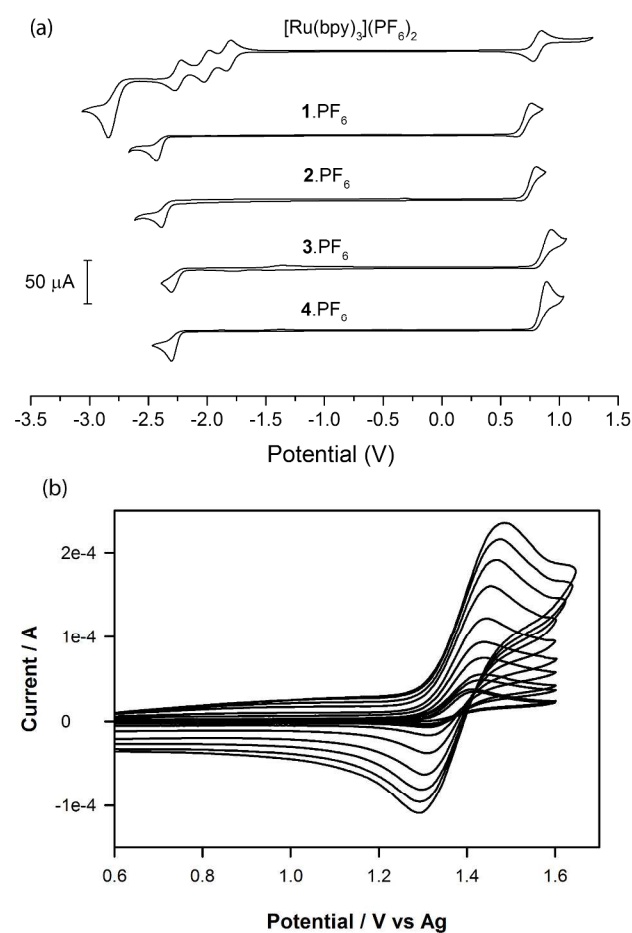 (a)
[Ru(bpy)₃](PF₆)₂
1.PF₆
2.PF₆
3.PF₆
50 μA
4.PF₆
-3.5 -3.0 -2.5 -2.0 -1.5 -1.0 -0.5 0.0 0.5 1.0 1.5
Potential (V)
(b)
2e-4
1e-4
0
-1e-4
Current / A
0.6 0.8 1.0 1.2 1.4 1.6
Potential / V vs Ag